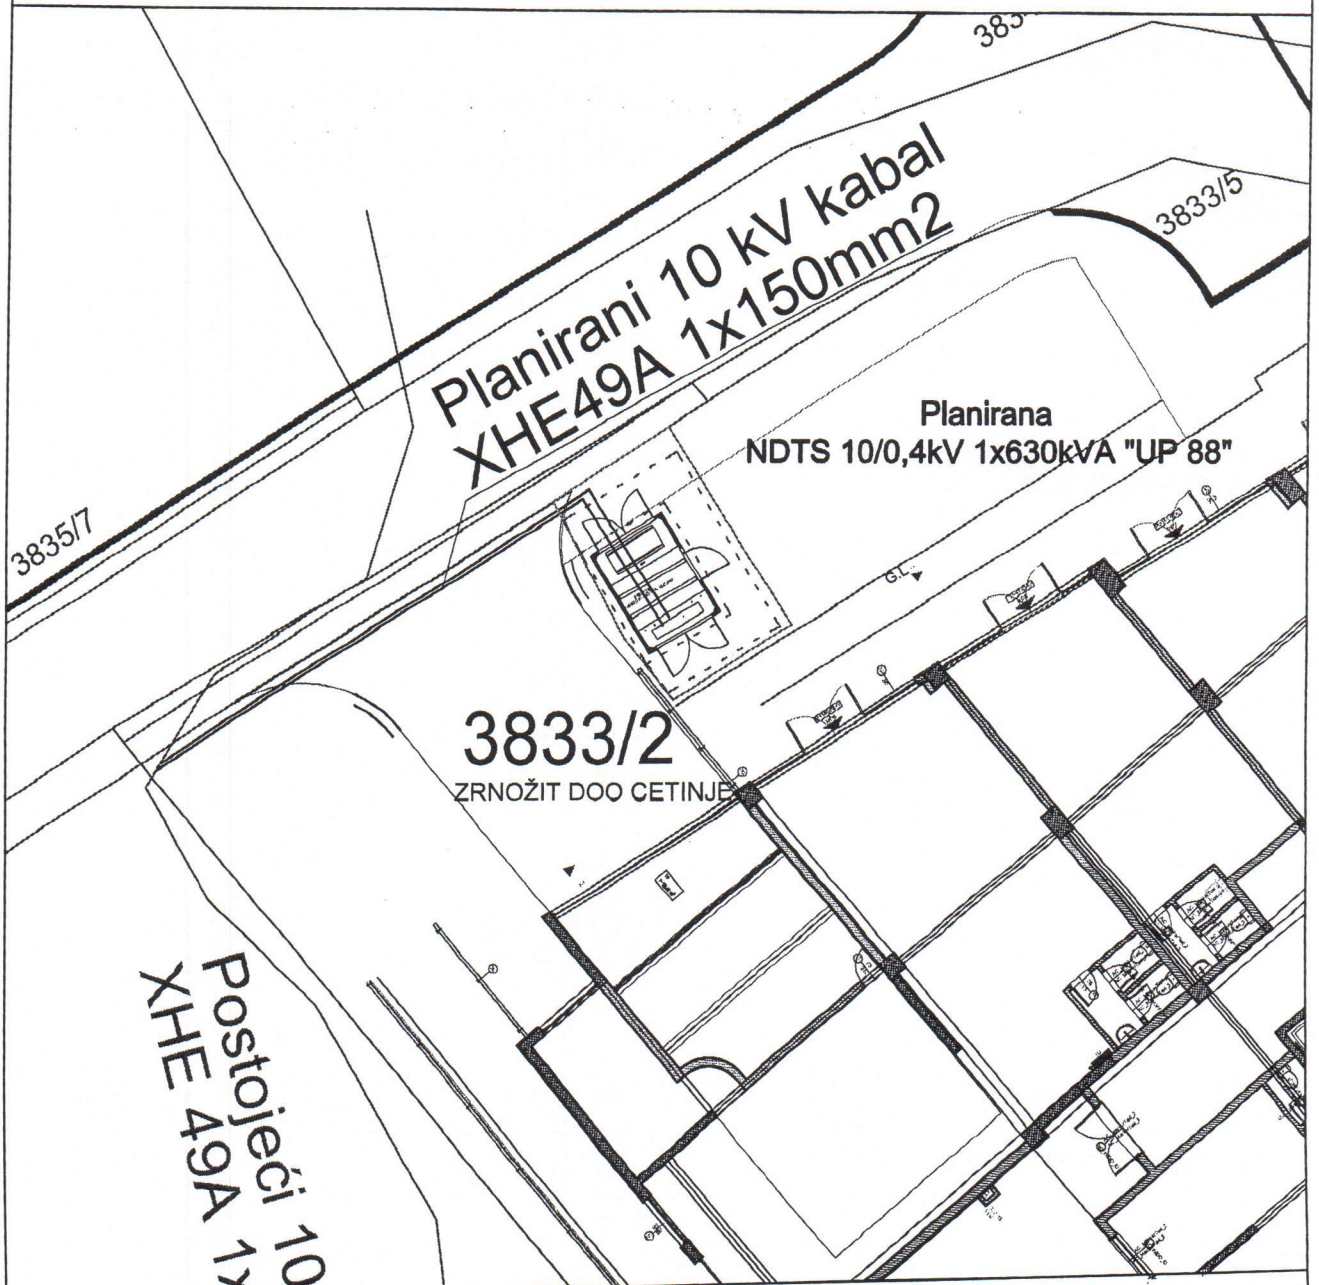 383
Planirani 10 kV kabal
XHE49A 1x150mm2
3833/5
Planirana
NDTS 10/0,4kV 1x630kVA "UP 88"
3835/7
G.L.
3833/2
ZRNOŽIT DOO CETINJE
Postojeći 10
XHE 49A 1x